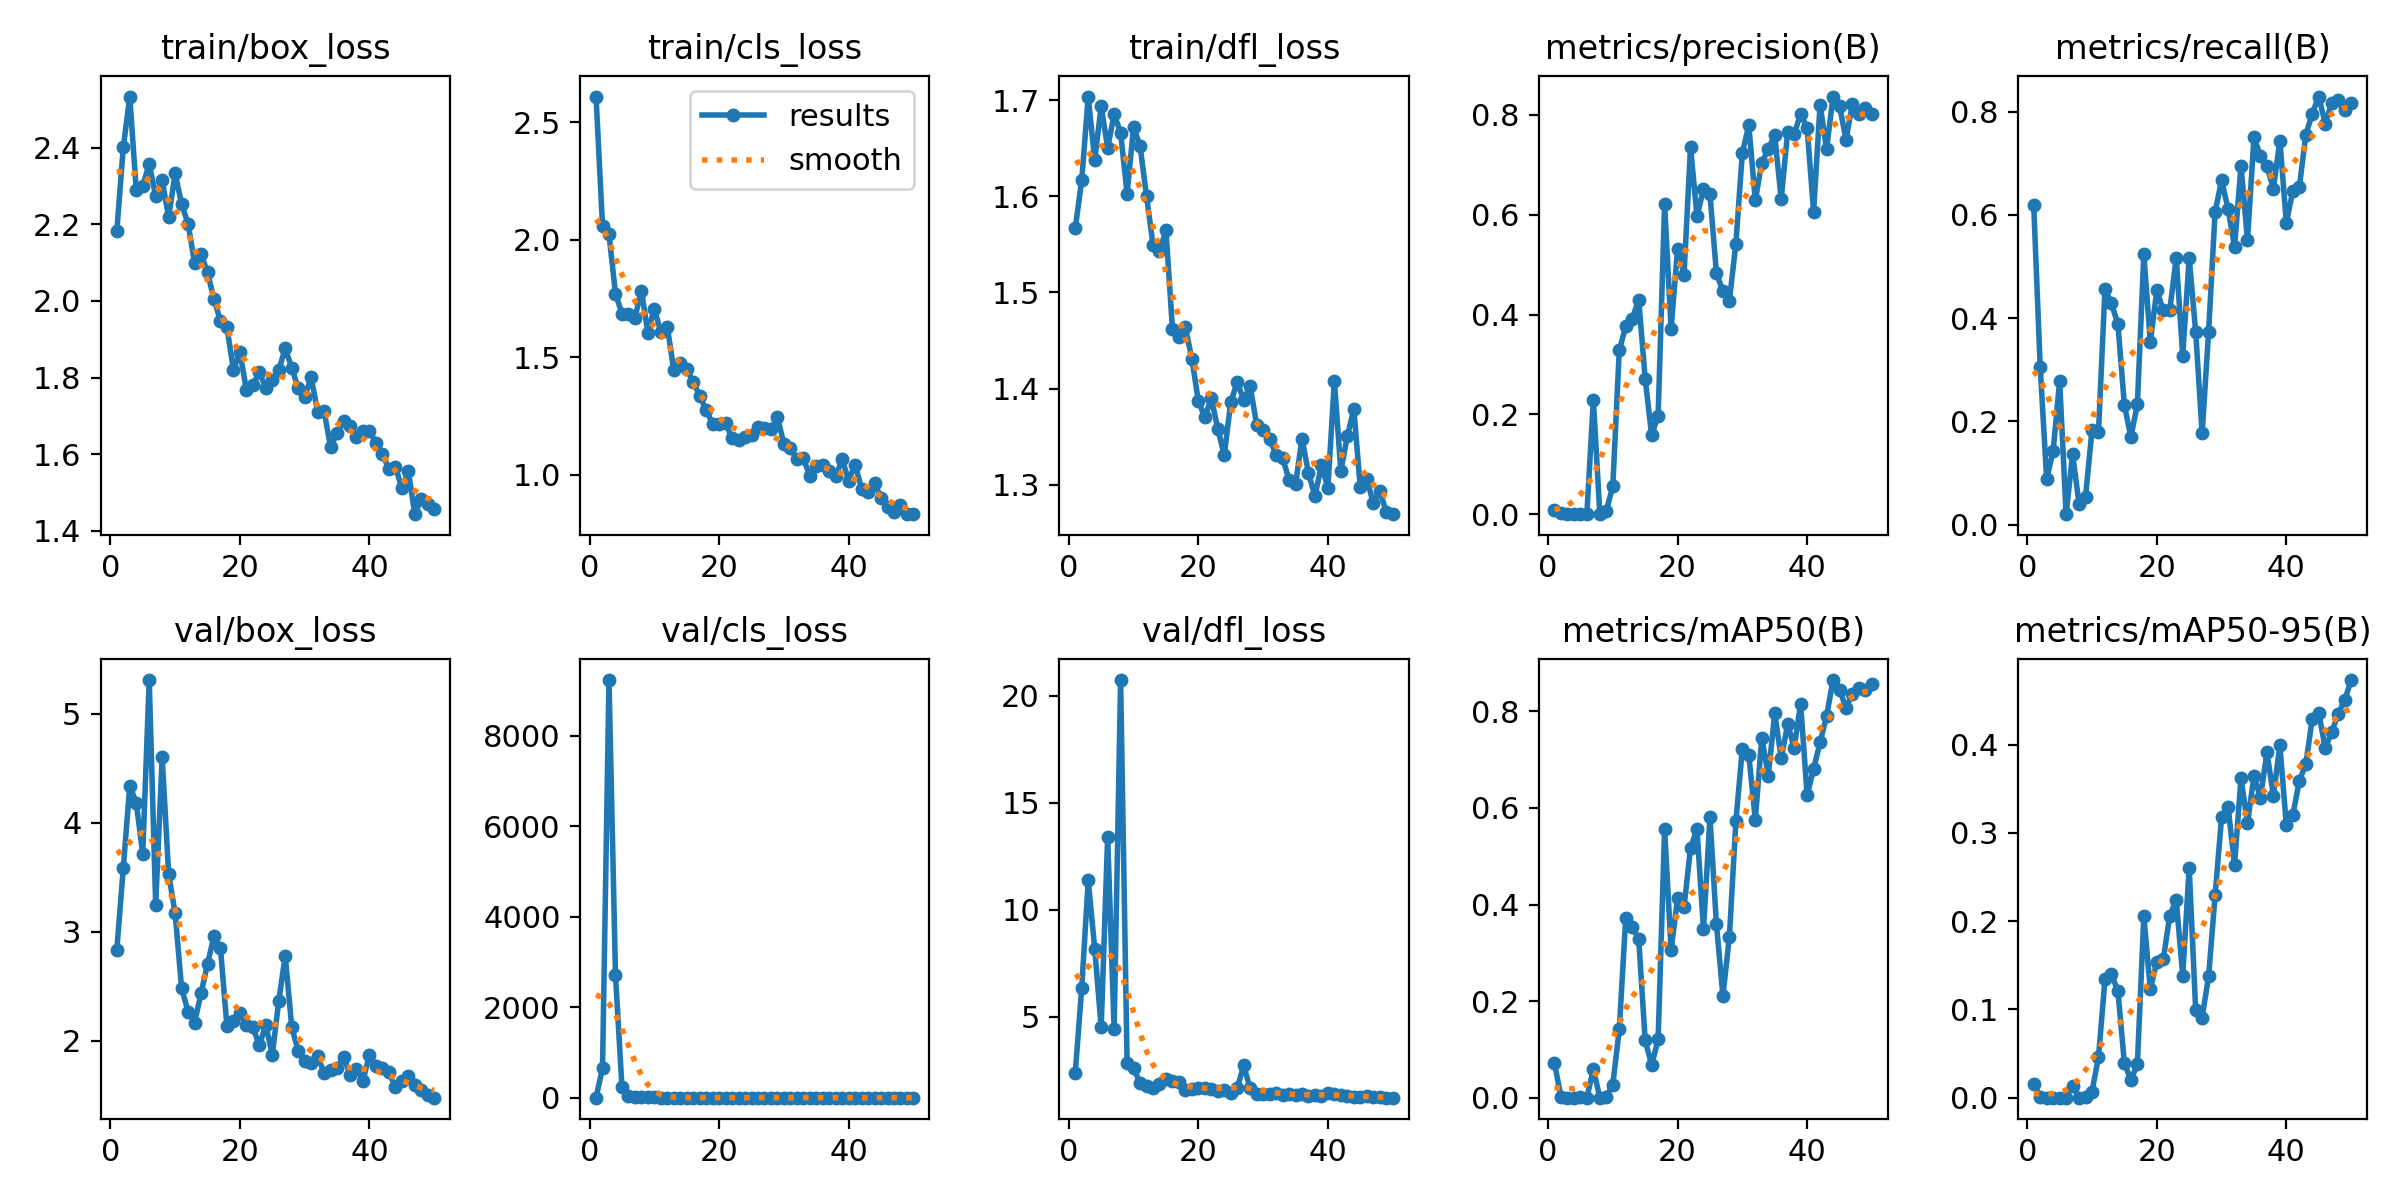 train/box_loss
2.4
2.2
2.0
1.8
1.6
1.4
0 20 40
train/cls_loss
results
smooth
2.5
2.0
1.5
1.0
0 20 40
train/dfl_loss
1.7
1.6
1.5
1.4
1.3
0 20 40
metrics/precision(B)
0.8
0.6
0.4
0.2
0.0
0 20 40
metrics/recall(B)
0.8
0.6
0.4
0.2
0.0
0 20 40
val/box_loss
5
4
3
2
0 20 40
val/cls_loss
8000
6000
4000
2000
0
0 20 40
val/dfl_loss
20
15
10
5
0 20 40
metrics/mAP50(B)
0.8
0.6
0.4
0.2
0.0
0 20 40
metrics/mAP50-95(B)
0.4
0.3
0.2
0.1
0.0
0 20 40